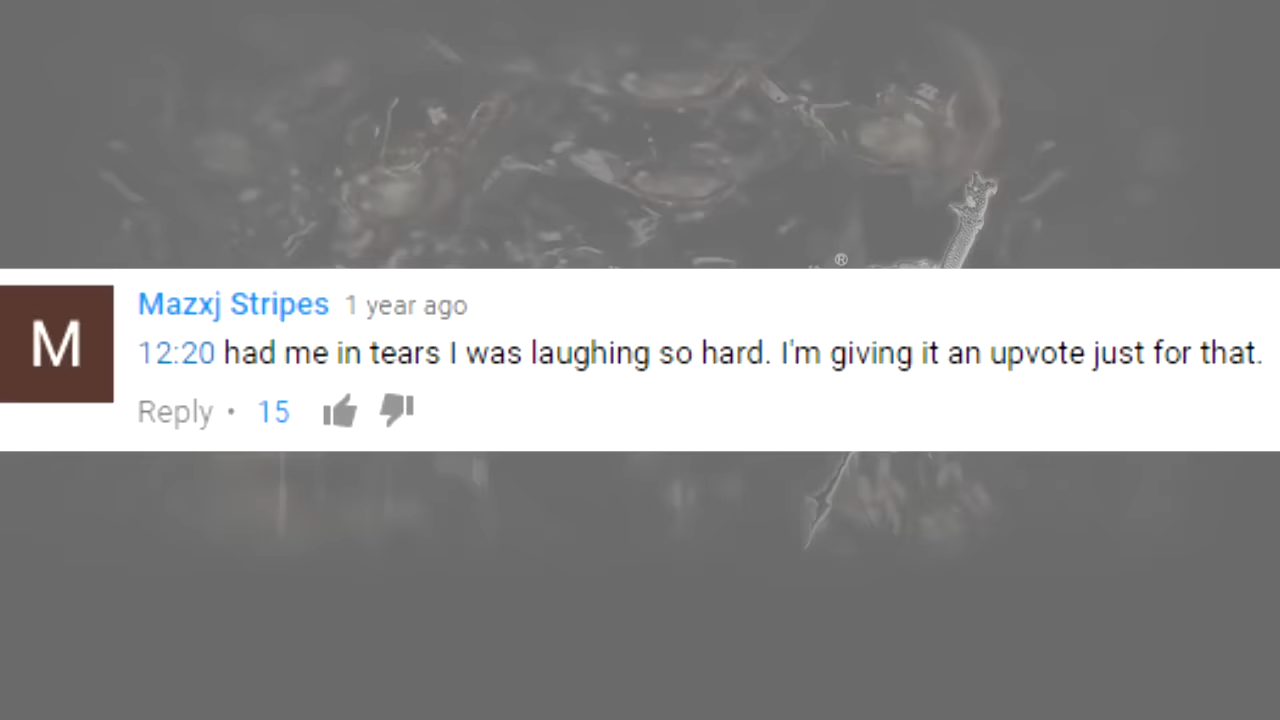 ®
Mazxj Stripes 1 year ago
M
12:20 had me in tears I was laughing so hard. I'm giving it an upvote just for that.
Reply • 15